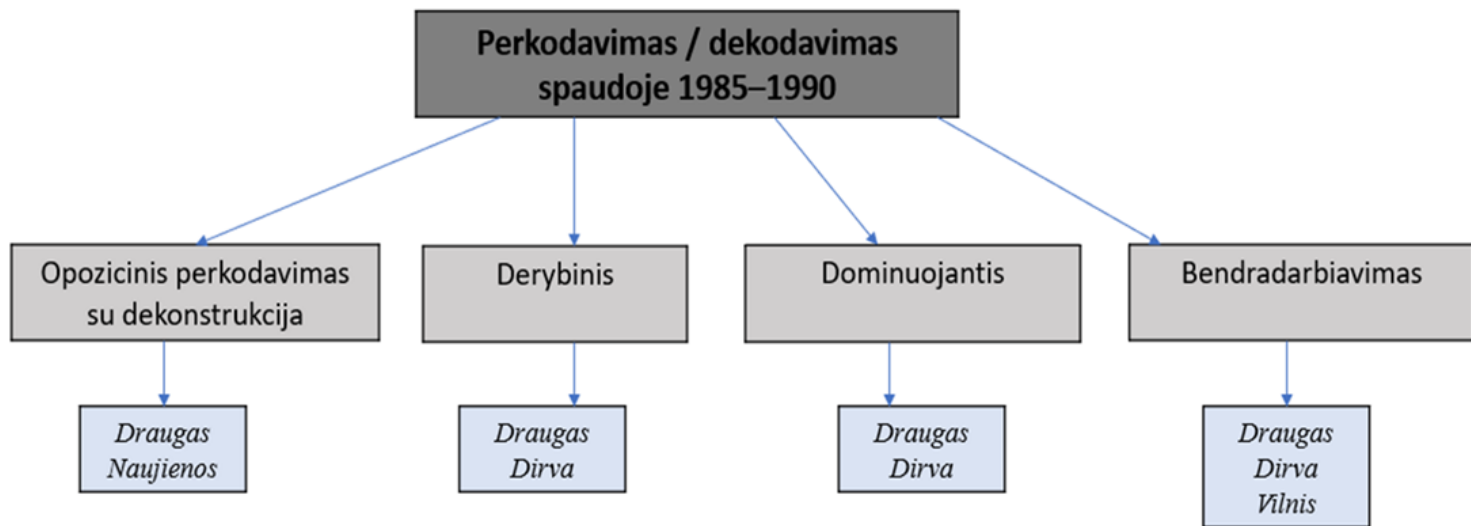 Perkodavimas / dekodavimas
spaudoje 1985–1990
Opozicinis perkodavimas
su dekonstrukcija
Derybinis
Dominuojantis
Bendradarbiavimas
Draugas
Naujienos
Draugas
Dirva
Draugas
Dirva
Draugas
Dirva
Vilnis